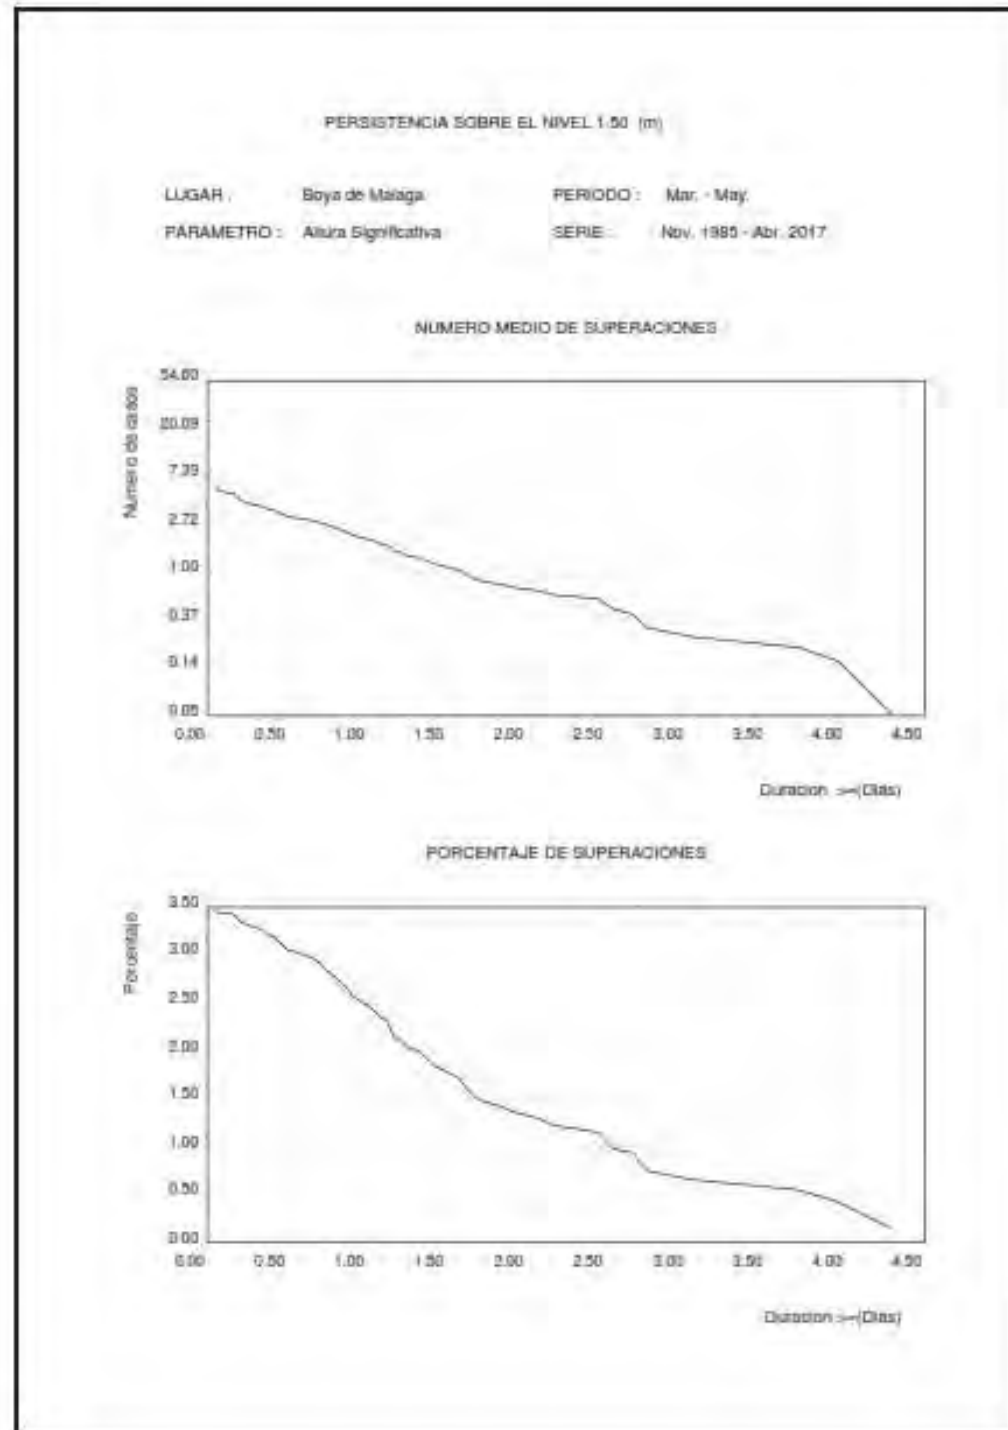 PERSISTENCIA SOBRE EL NIVEL 1.50 (m)
LUGAR : Boya de Malaga PERIODO : Mar. - May.
PARAMETRO : Altura Significativa SERIE : Nov. 1985 - Abr. 2017
NUMERO MEDIO DE SUPERACIONES
Numero de casos
54.60
20.09
7.39
2.72
1.00
0.37
0.14
0.05
0.00 0.50 1.00 1.50 2.00 2.50 3.00 3.50 4.00 4.50
Duracion >=(Dias)
PORCENTAJE DE SUPERACIONES
Porcentaje
3.50
3.00
2.50
2.00
1.50
1.00
0.50
0.00
0.00 0.50 1.00 1.50 2.00 2.50 3.00 3.50 4.00 4.50
Duracion >=(Dias)